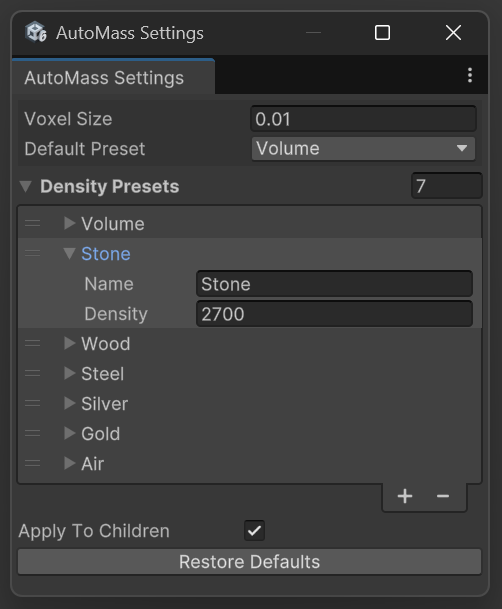 AutoMass Settings
AutoMass Settings
Voxel Size 0.01
Default Preset Volume
Density Presets 7
Volume
Stone
Name Stone
Density 2700
Wood
Steel
Silver
Gold
Air
Apply To Children
Restore Defaults